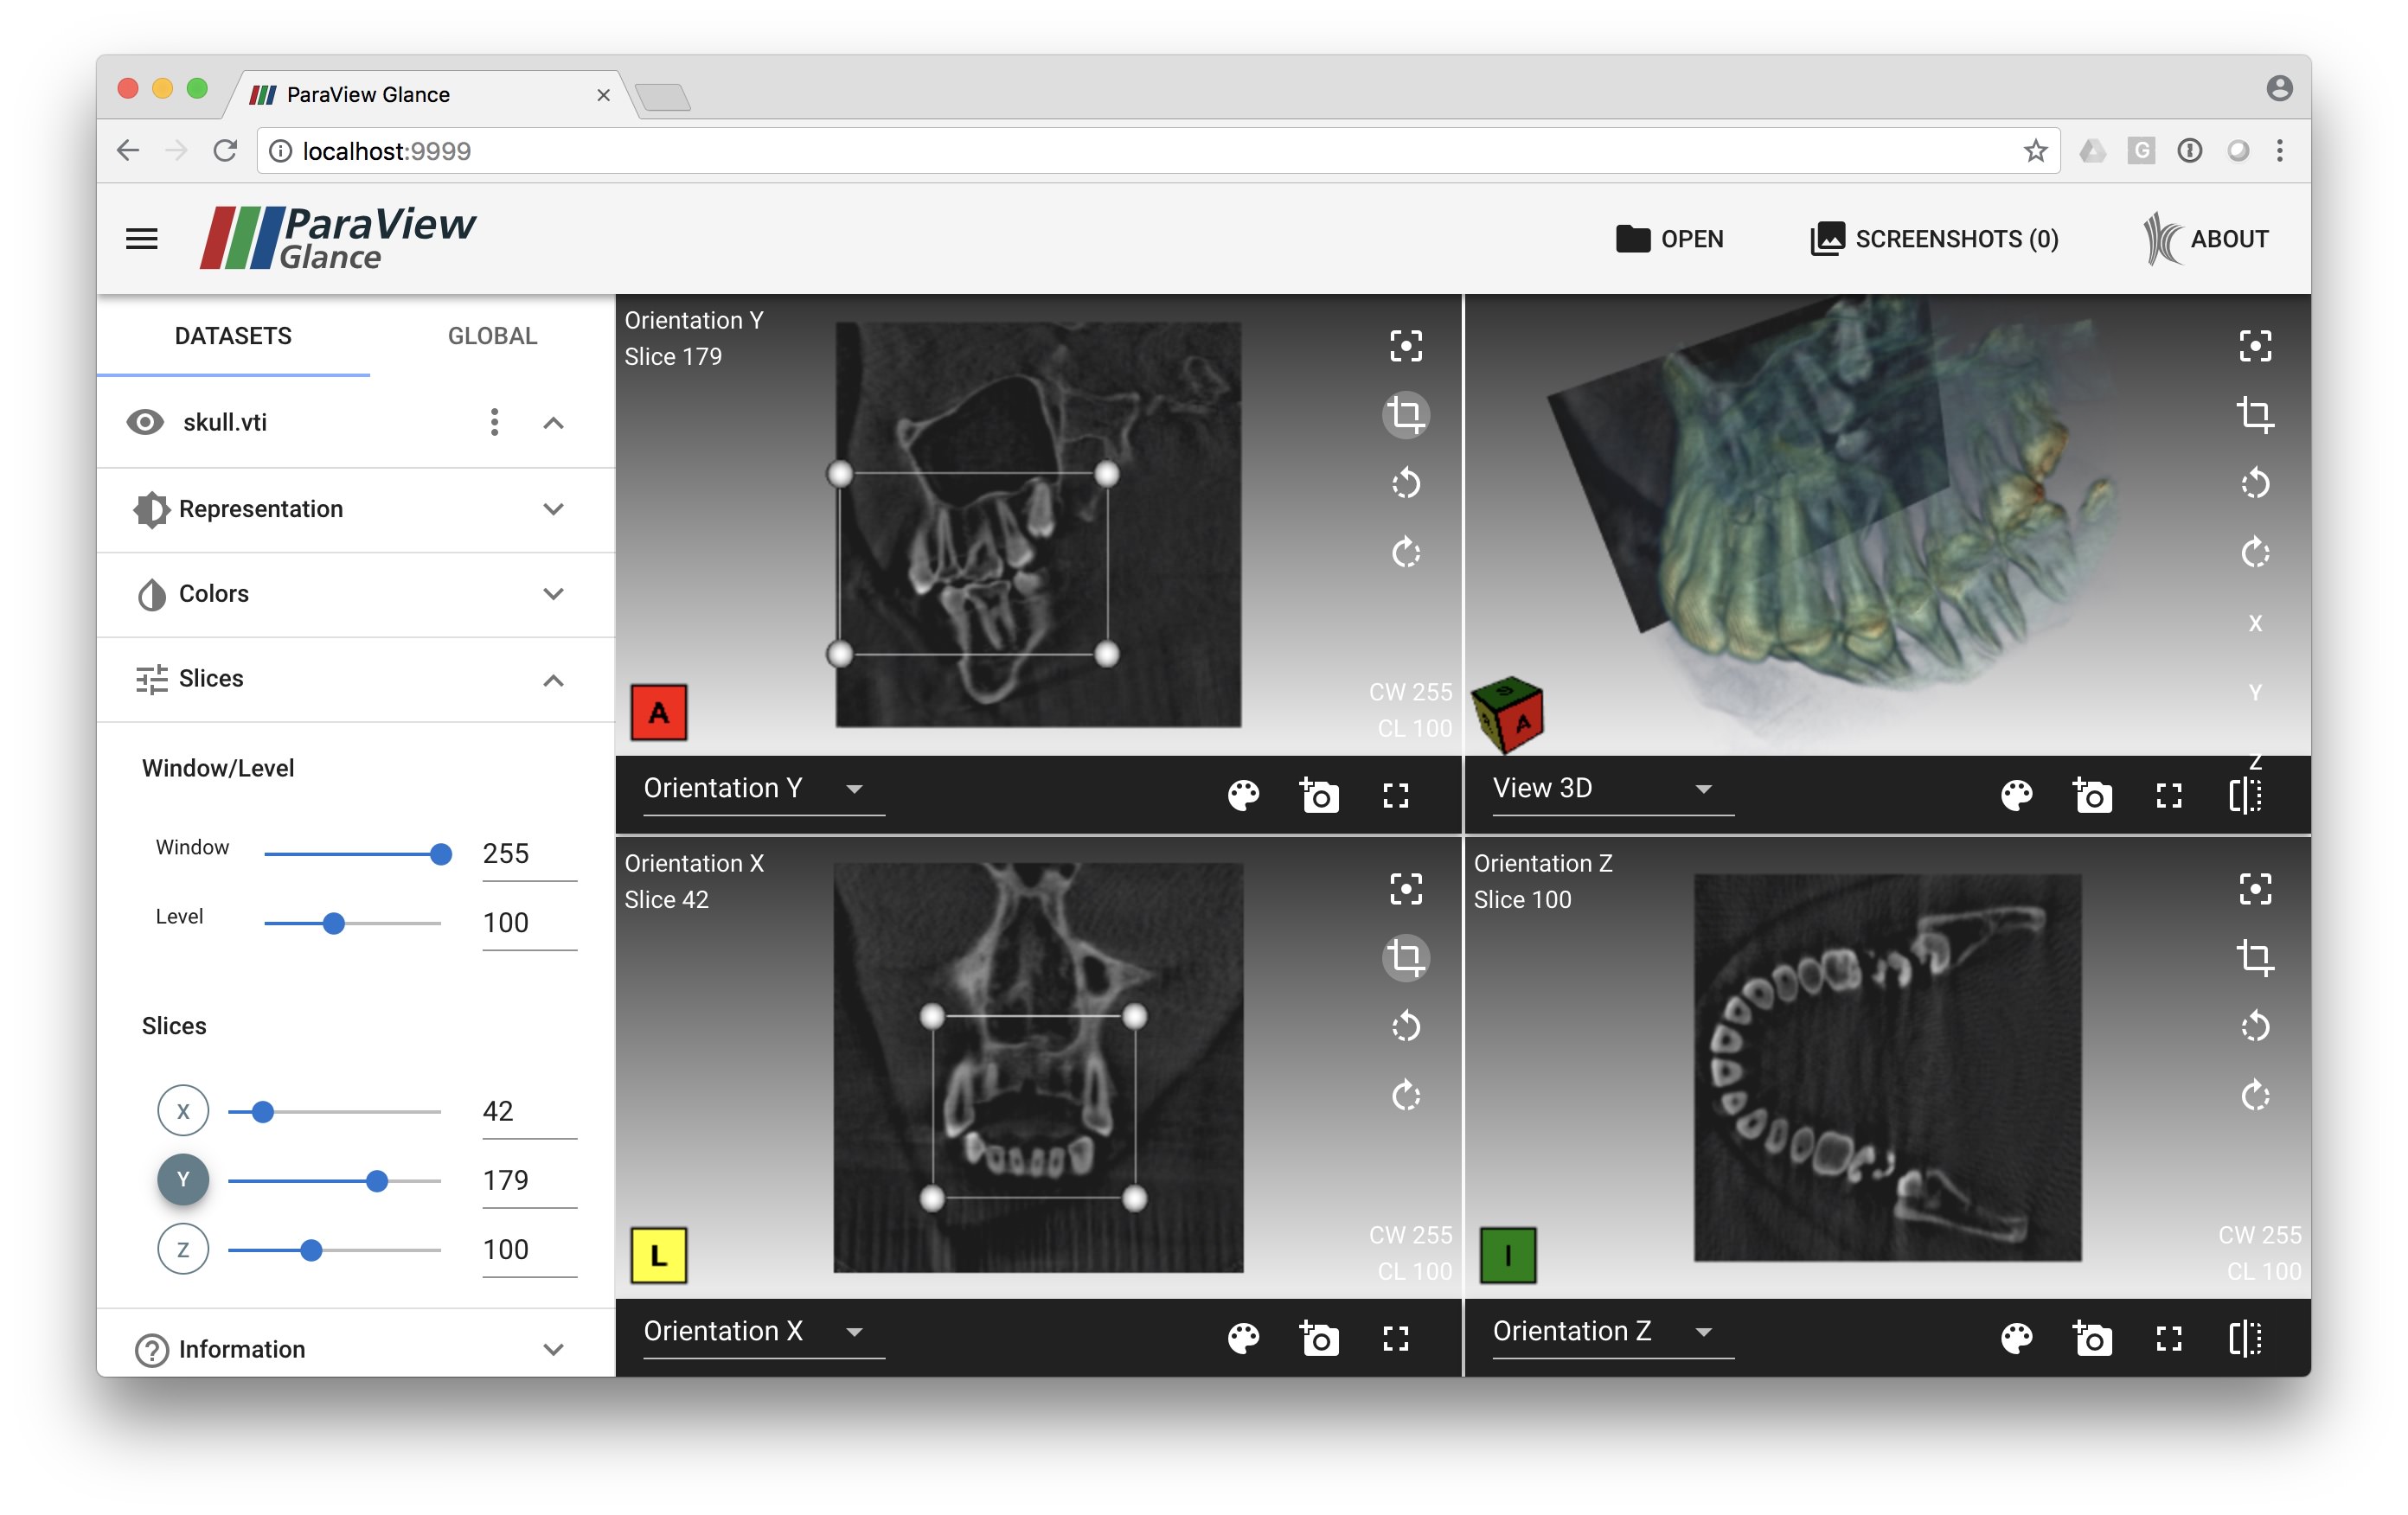 ParaView Glance
localhost:9999
ParaView
Glance
OPEN
SCREENSHOTS (0)
ABOUT
DATASETS
GLOBAL
skull.vti
Representation
Colors
Slices
Window/Level
Window
255
Level
100
Slices
X
42
Y
179
Z
100
Information
Orientation Y
Slice 179
A
CW 255
CL 100
Orientation Y
A
X
Y
Z
View 3D
Orientation X
Slice 42
L
CW 255
CL 100
Orientation X
Orientation Z
Slice 100
I
CW 255
CL 100
Orientation Z